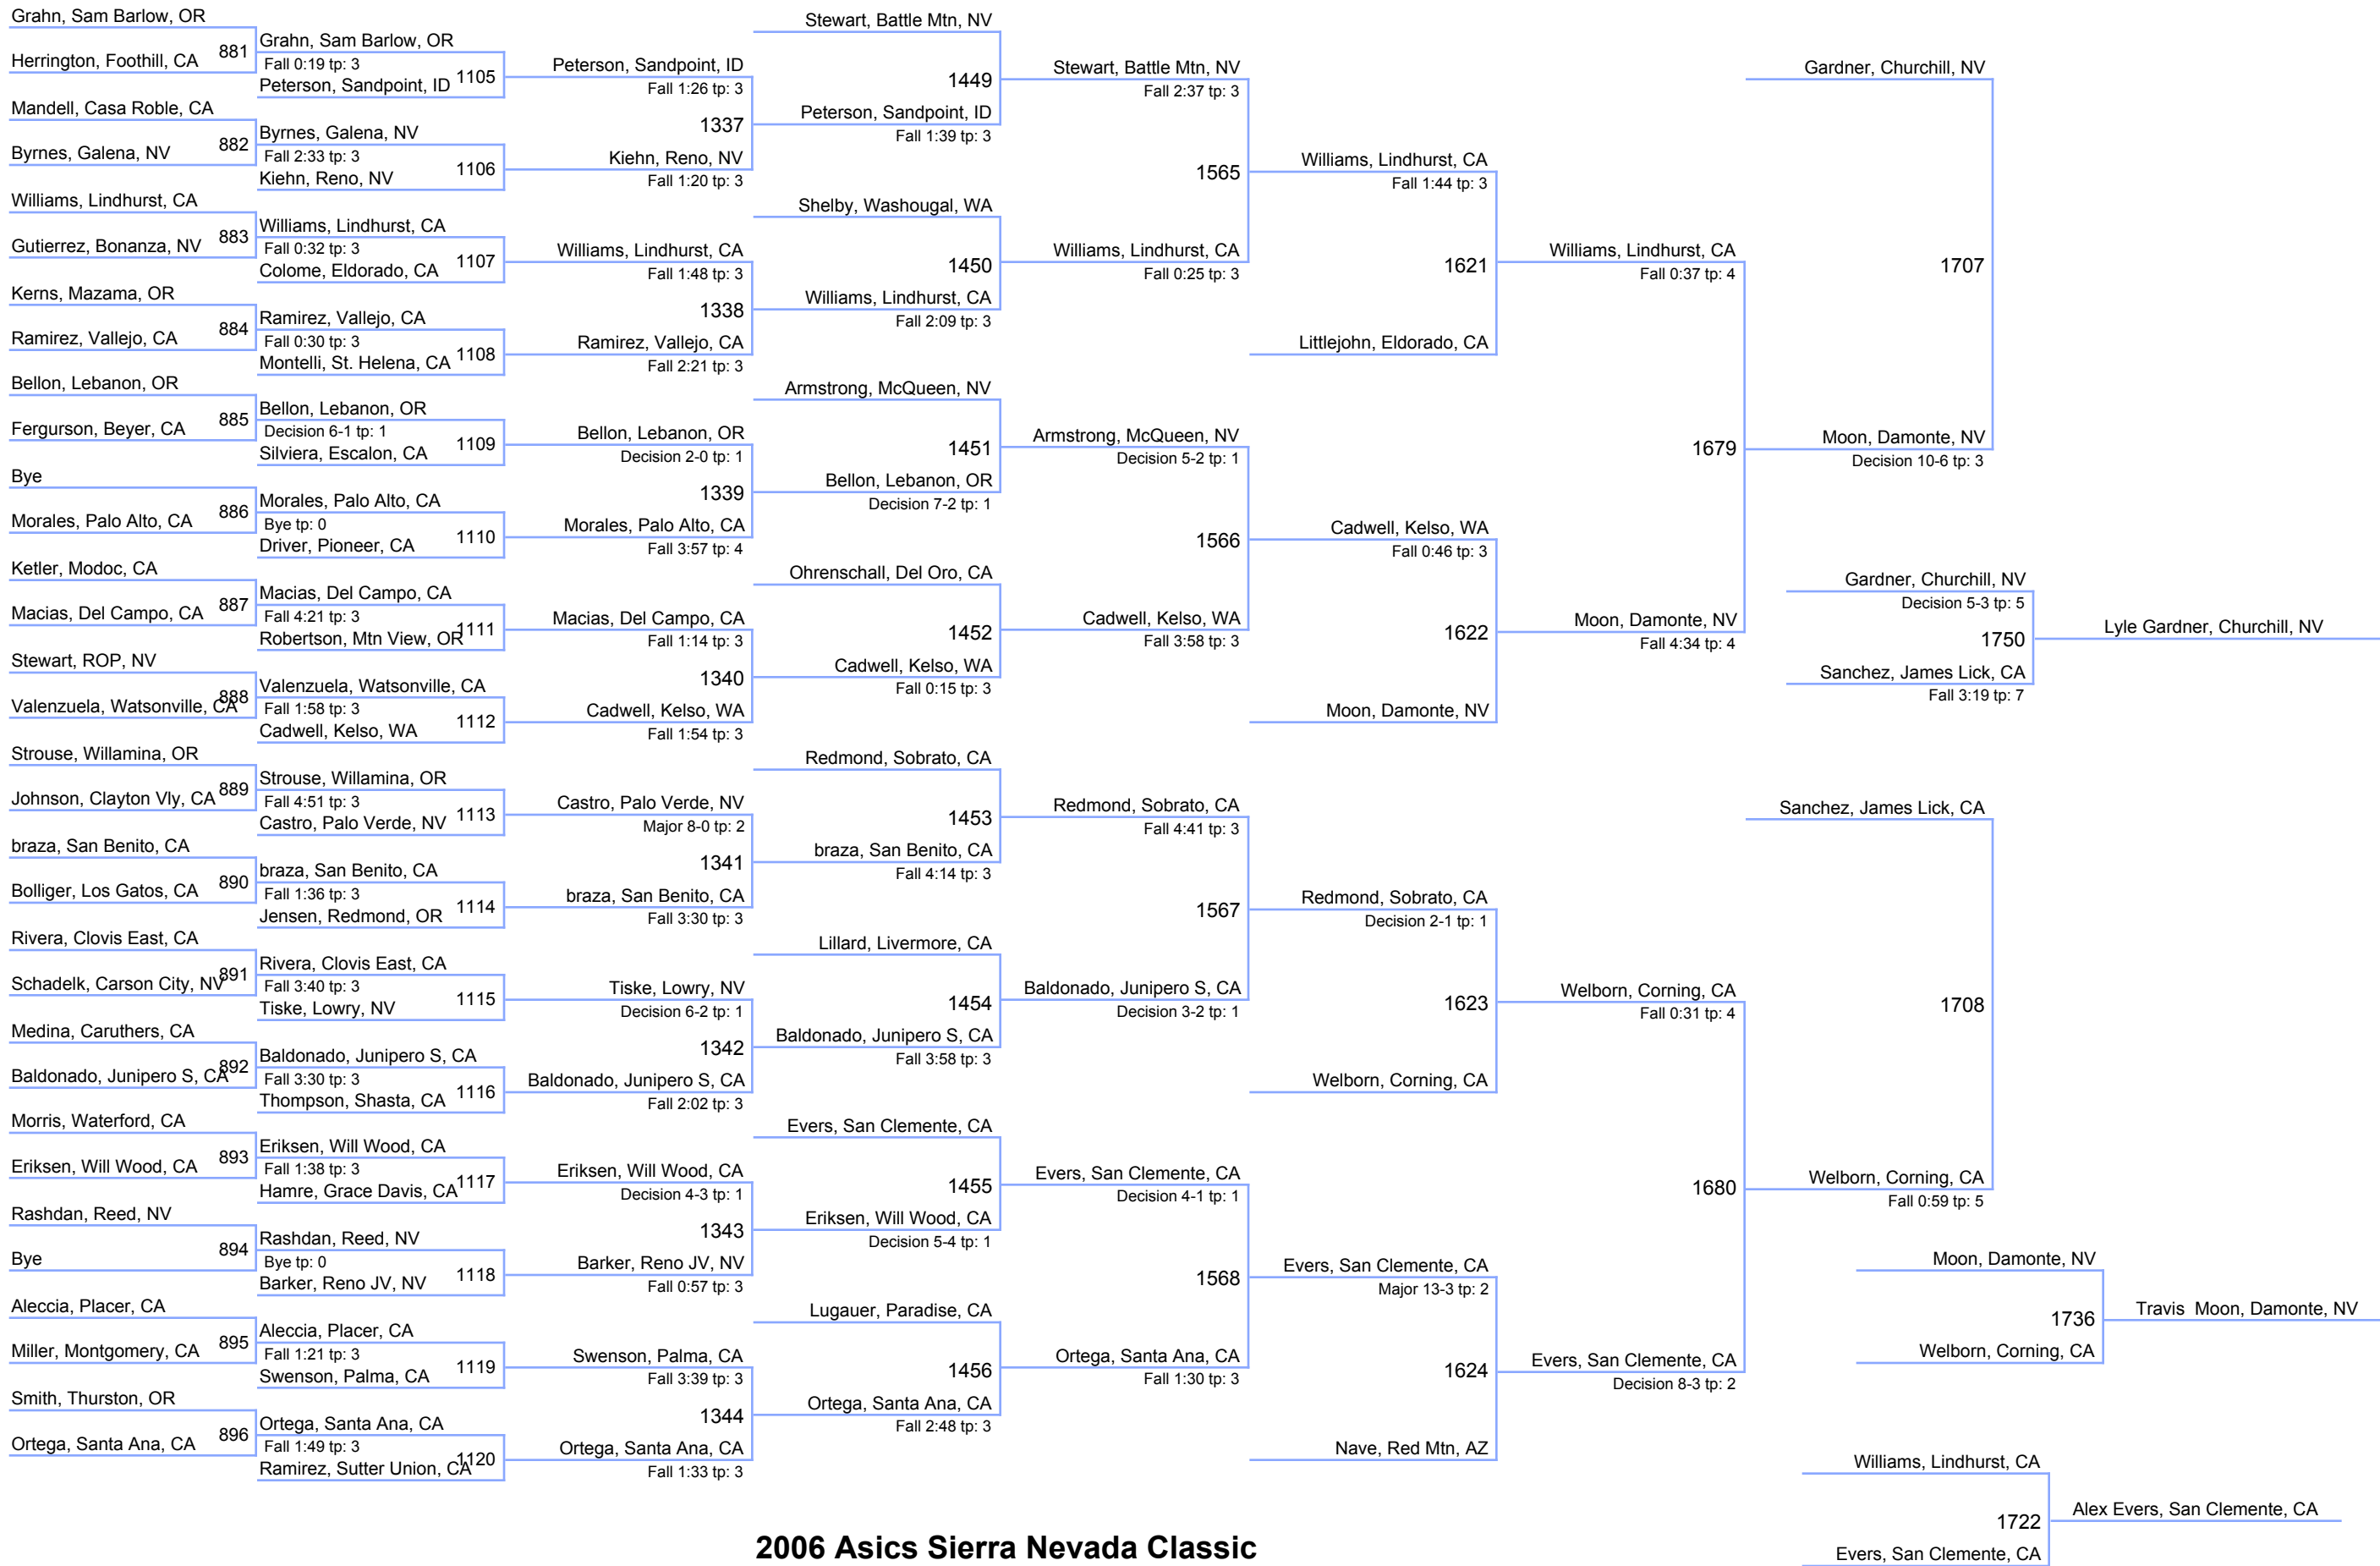 Grahn, Sam Barlow, OR
881
Herrington, Foothill, CA
Mandell, Casa Roble, CA
882
Byrnes, Galena, NV
Williams, Lindhurst, CA
883
Gutierrez, Bonanza, NV
Kerns, Mazama, OR
884
Ramirez, Vallejo, CA
Bellon, Lebanon, OR
885
Fergurson, Beyer, CA
Bye
886
Morales, Palo Alto, CA
Ketler, Modoc, CA
887
Macias, Del Campo, CA
Stewart, ROP, NV
888
Valenzuela, Watsonville, CA
Strouse, Willamina, OR
889
Johnson, Clayton Vly, CA
braza, San Benito, CA
890
Bolliger, Los Gatos, CA
Rivera, Clovis East, CA
891
Schadelk, Carson City, NV
Medina, Caruthers, CA
892
Baldonado, Junipero S, CA
Morris, Waterford, CA
893
Eriksen, Will Wood, CA
Rashdan, Reed, NV
894
Bye
Aleccia, Placer, CA
895
Miller, Montgomery, CA
Smith, Thurston, OR
896
Ortega, Santa Ana, CA
Grahn, Sam Barlow, OR
Fall 0:19 tp: 3
1105
Peterson, Sandpoint, ID
Byrnes, Galena, NV
Fall 2:33 tp: 3
1106
Kiehn, Reno, NV
Williams, Lindhurst, CA
Fall 0:32 tp: 3
1107
Colome, Eldorado, CA
Ramirez, Vallejo, CA
Fall 0:30 tp: 3
1108
Montelli, St. Helena, CA
Bellon, Lebanon, OR
Decision 6-1 tp: 1
1109
Silviera, Escalon, CA
Morales, Palo Alto, CA
Bye tp: 0
1110
Driver, Pioneer, CA
Macias, Del Campo, CA
Fall 4:21 tp: 3
1111
Robertson, Mtn View, OR
Valenzuela, Watsonville, CA
Fall 1:58 tp: 3
1112
Cadwell, Kelso, WA
Strouse, Willamina, OR
Fall 4:51 tp: 3
1113
Castro, Palo Verde, NV
braza, San Benito, CA
Fall 1:36 tp: 3
1114
Jensen, Redmond, OR
Rivera, Clovis East, CA
Fall 3:40 tp: 3
1115
Tiske, Lowry, NV
Baldonado, Junipero S, CA
Fall 3:30 tp: 3
1116
Thompson, Shasta, CA
Eriksen, Will Wood, CA
Fall 1:38 tp: 3
1117
Hamre, Grace Davis, CA
Rashdan, Reed, NV
Bye tp: 0
1118
Barker, Reno JV, NV
Aleccia, Placer, CA
Fall 1:21 tp: 3
1119
Swenson, Palma, CA
Ortega, Santa Ana, CA
Fall 1:49 tp: 3
1120
Ramirez, Sutter Union, CA
Peterson, Sandpoint, ID
Fall 1:26 tp: 3
1337
Kiehn, Reno, NV
Fall 1:20 tp: 3
Williams, Lindhurst, CA
Fall 1:48 tp: 3
1338
Ramirez, Vallejo, CA
Fall 2:21 tp: 3
Bellon, Lebanon, OR
Decision 2-0 tp: 1
1339
Morales, Palo Alto, CA
Fall 3:57 tp: 4
Macias, Del Campo, CA
Fall 1:14 tp: 3
1340
Cadwell, Kelso, WA
Fall 1:54 tp: 3
Castro, Palo Verde, NV
Major 8-0 tp: 2
1341
braza, San Benito, CA
Fall 3:30 tp: 3
Tiske, Lowry, NV
Decision 6-2 tp: 1
1342
Baldonado, Junipero S, CA
Fall 2:02 tp: 3
Eriksen, Will Wood, CA
Decision 4-3 tp: 1
1343
Barker, Reno JV, NV
Fall 0:57 tp: 3
Swenson, Palma, CA
Fall 3:39 tp: 3
1344
Ortega, Santa Ana, CA
Fall 1:33 tp: 3
Stewart, Battle Mtn, NV
1449
Peterson, Sandpoint, ID
Fall 1:39 tp: 3
Shelby, Washougal, WA
1450
Williams, Lindhurst, CA
Fall 2:09 tp: 3
Armstrong, McQueen, NV
1451
Bellon, Lebanon, OR
Decision 7-2 tp: 1
Ohrenschall, Del Oro, CA
1452
Cadwell, Kelso, WA
Fall 0:15 tp: 3
Redmond, Sobrato, CA
1453
braza, San Benito, CA
Fall 4:14 tp: 3
Lillard, Livermore, CA
1454
Baldonado, Junipero S, CA
Fall 3:58 tp: 3
Evers, San Clemente, CA
1455
Eriksen, Will Wood, CA
Decision 5-4 tp: 1
Lugauer, Paradise, CA
1456
Ortega, Santa Ana, CA
Fall 2:48 tp: 3
Stewart, Battle Mtn, NV
Fall 2:37 tp: 3
1565
Williams, Lindhurst, CA
Fall 0:25 tp: 3
Armstrong, McQueen, NV
Decision 5-2 tp: 1
1566
Cadwell, Kelso, WA
Fall 3:58 tp: 3
Redmond, Sobrato, CA
Fall 4:41 tp: 3
1567
Baldonado, Junipero S, CA
Decision 3-2 tp: 1
Evers, San Clemente, CA
Decision 4-1 tp: 1
1568
Ortega, Santa Ana, CA
Fall 1:30 tp: 3
Williams, Lindhurst, CA
Fall 1:44 tp: 3
1621
Littlejohn, Eldorado, CA
Cadwell, Kelso, WA
Fall 0:46 tp: 3
1622
Moon, Damonte, NV
Redmond, Sobrato, CA
Decision 2-1 tp: 1
1623
Welborn, Corning, CA
Evers, San Clemente, CA
Major 13-3 tp: 2
1624
Nave, Red Mtn, AZ
Williams, Lindhurst, CA
Fall 0:37 tp: 4
1679
Moon, Damonte, NV
Fall 4:34 tp: 4
Welborn, Corning, CA
Fall 0:31 tp: 4
1680
Evers, San Clemente, CA
Decision 8-3 tp: 2
Gardner, Churchill, NV
1707
Moon, Damonte, NV
Decision 10-6 tp: 3
Sanchez, James Lick, CA
1708
Welborn, Corning, CA
Fall 0:59 tp: 5
Gardner, Churchill, NV
Decision 5-3 tp: 5
1750
Sanchez, James Lick, CA
Fall 3:19 tp: 7
Lyle Gardner, Churchill, NV
Moon, Damonte, NV
1736
Welborn, Corning, CA
Travis  Moon, Damonte, NV
Williams, Lindhurst, CA
1722
Evers, San Clemente, CA
Alex Evers, San Clemente, CA
2006 Asics Sierra Nevada Classic